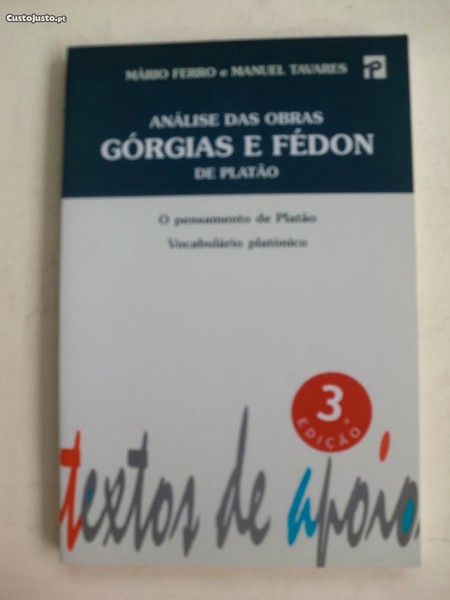 CustoJusto.pt
MÁRIO FERRO e MANUEL TAVARES
P
ANÁLISE DAS OBRAS
GÓRGIAS E FÉDON
DE PLATÃO
O pensamento de Platão
Vocabulário platónico
3.ª
EDIÇÃO
textos de apoio